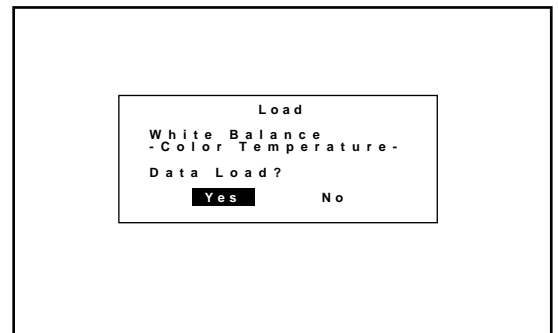 Load
White Balance
-Color Temperature-
Data Load?
Yes No